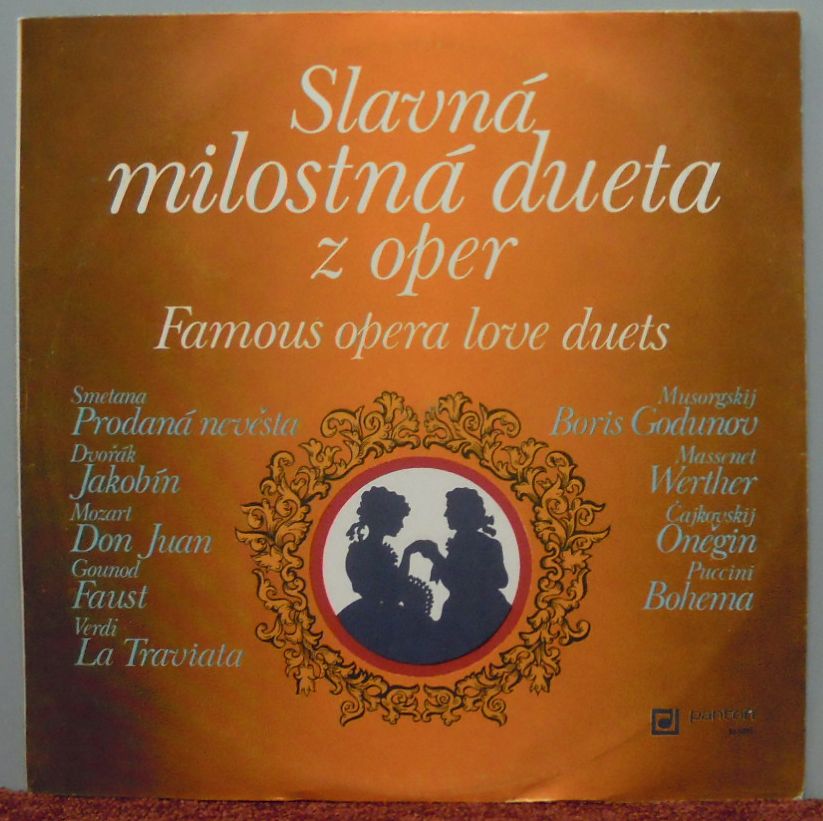 Slavná
milostná dueta
z oper
Famous opera love duets
Smetana
Prodaná nevěsta
Dvořák
Jakobín
Mozart
Don Juan
Gounod
Faust
Verdi
La Traviata
Musorgskij
Boris Godunov
Massenet
Werther
Čajkovskij
Oněgin
Puccini
Bohema
panton